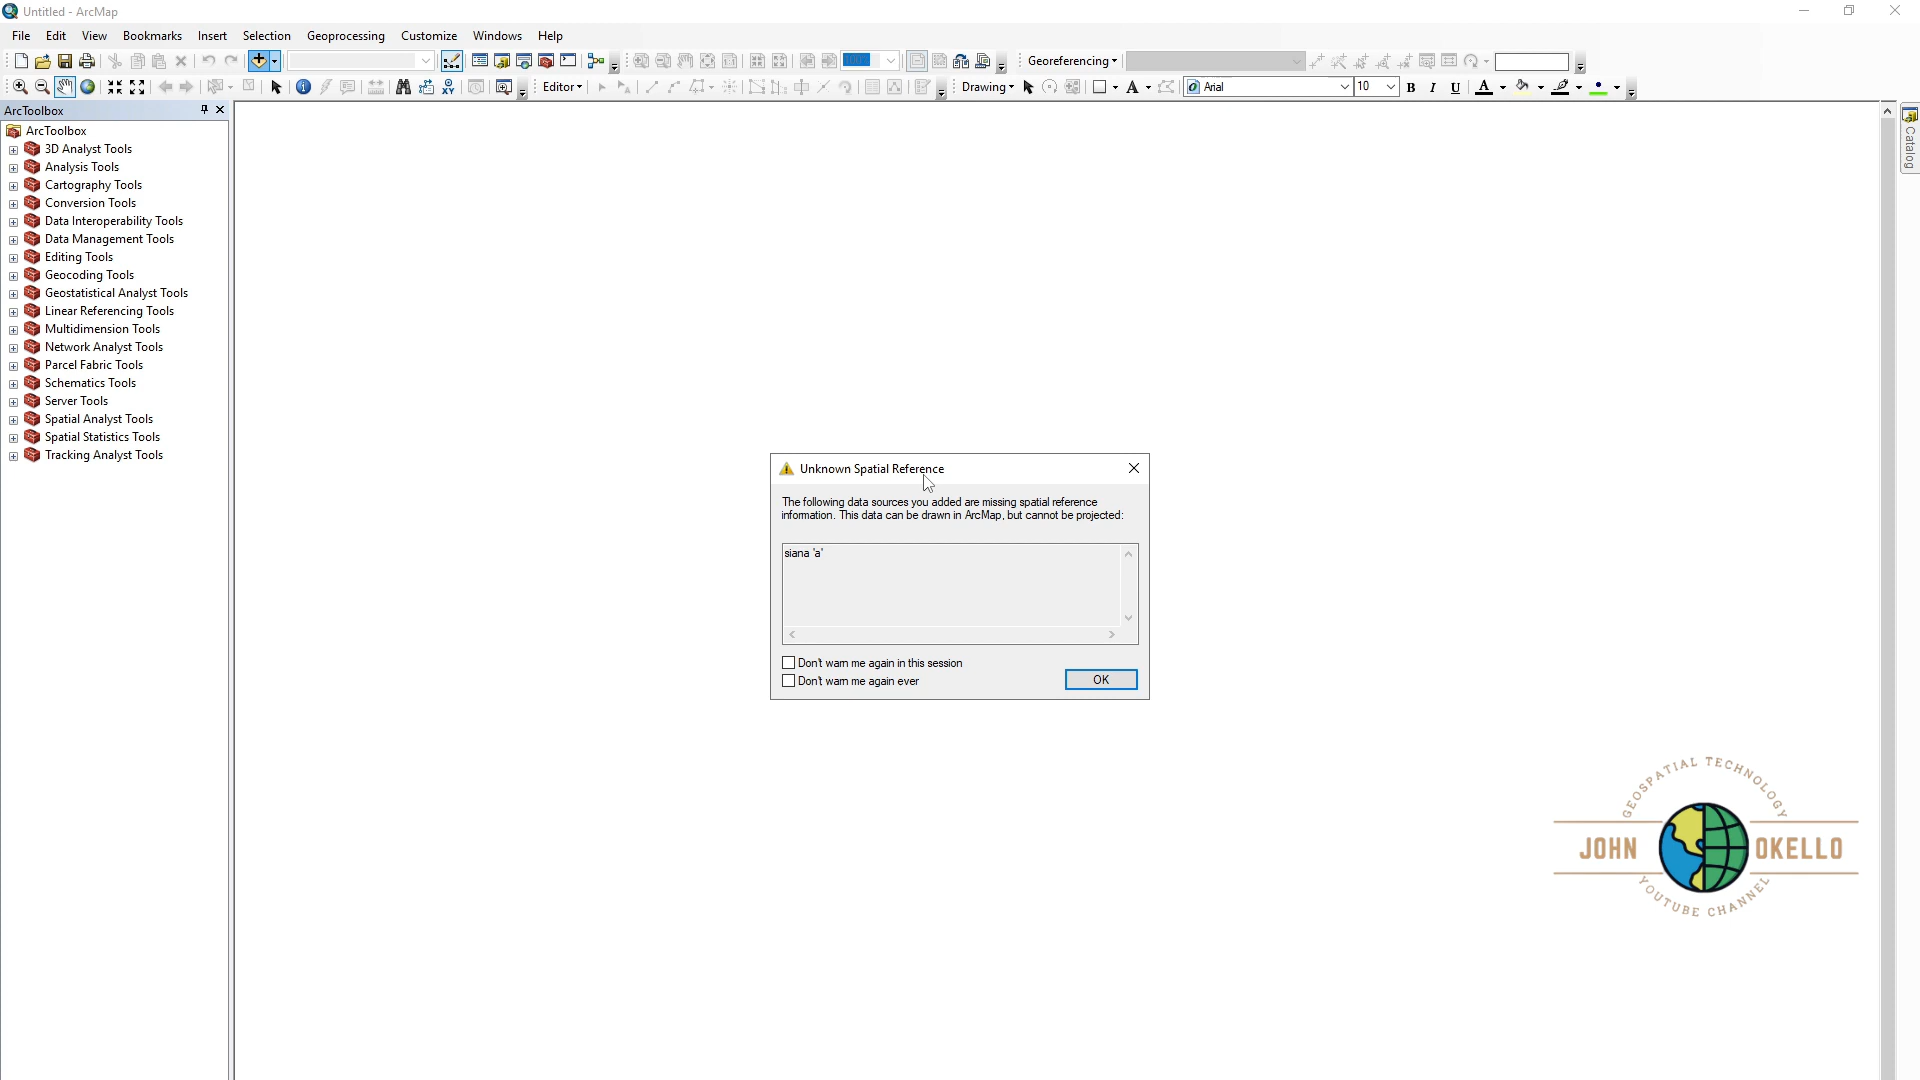 Untitled - ArcMap
File Edit View Bookmarks Insert Selection Geoprocessing Customize Windows Help
Georeferencing
Editor Drawing Arial 10 B I U A
ArcToolbox
ArcToolbox
3D Analyst Tools
Analysis Tools
Cartography Tools
Conversion Tools
Data Interoperability Tools
Data Management Tools
Editing Tools
Geocoding Tools
Geostatistical Analyst Tools
Linear Referencing Tools
Multidimension Tools
Network Analyst Tools
Parcel Fabric Tools
Schematics Tools
Server Tools
Spatial Analyst Tools
Spatial Statistics Tools
Tracking Analyst Tools
Catalog
Unknown Spatial Reference
The following data sources you added are missing spatial reference
information. This data can be drawn in ArcMap, but cannot be projected:
siana 'a'
Don't warn me again in this session
Don't warn me again ever
OK
GEOSPATIAL TECHNOLOGY
JOHN OKELLO
YOUTUBE CHANNEL